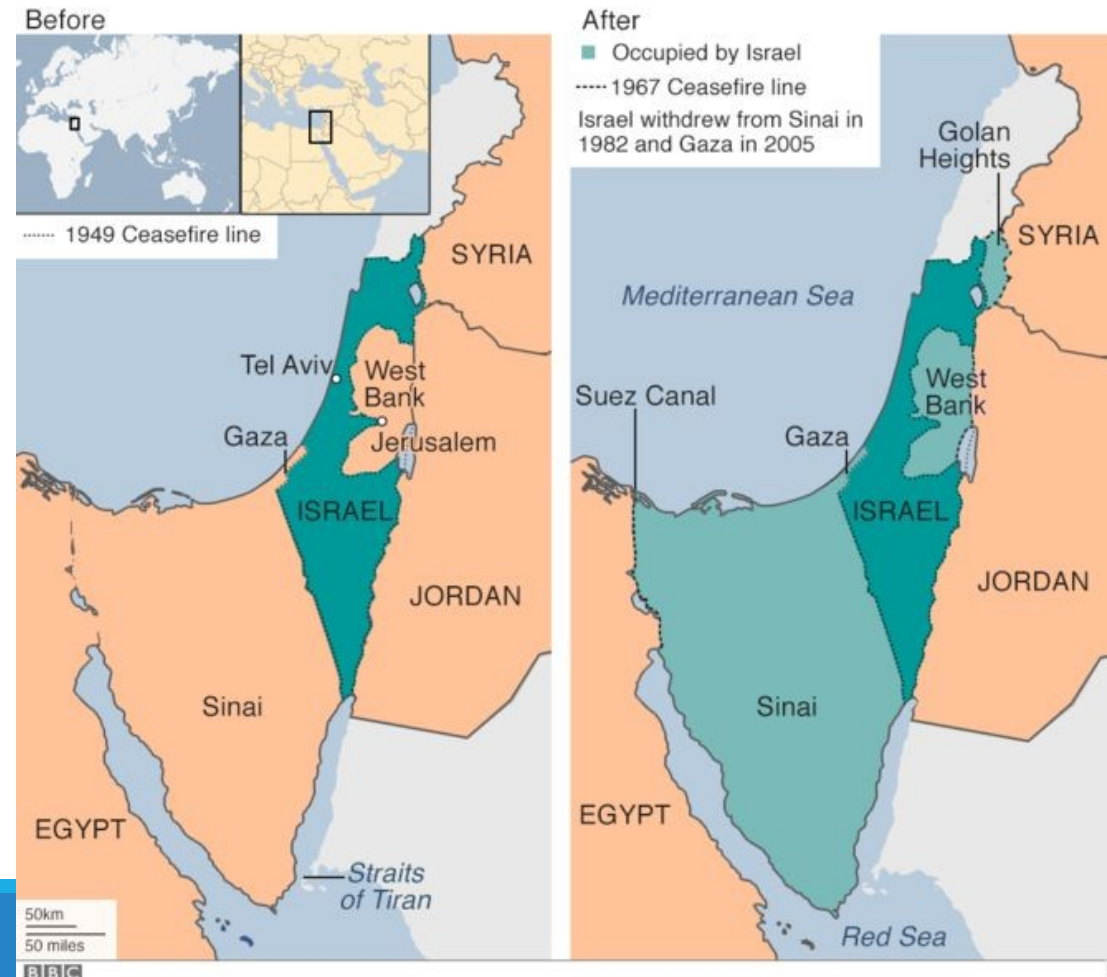 Before
1949 Ceasefire line
SYRIA
Tel Aviv
West
Bank
Gaza
Jerusalem
ISRAEL
JORDAN
Sinai
EGYPT
Straits
of Tiran
50km
50 miles
BBC
After
Occupied by Israel
1967 Ceasefire line
Israel withdrew from Sinai in
1982 and Gaza in 2005
Golan
Heights
SYRIA
Mediterranean Sea
Suez Canal
West
Bank
Gaza
ISRAEL
JORDAN
Sinai
EGYPT
Red Sea